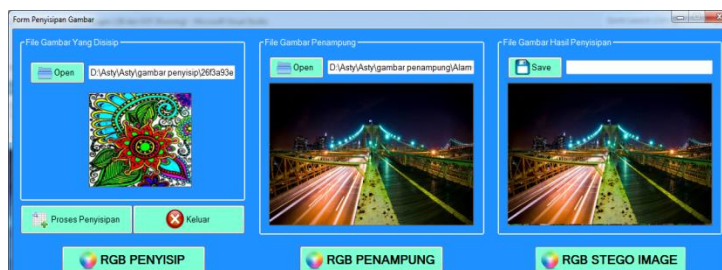 Form Penyisipan Gambar
File Gambar Yang Disisip
Open
D:\Asty\Asty\gambar penyisip\26f3a93e
Proses Penyisipan
Keluar
RGB PENYISIP
File Gambar Penampung
Open
D:\Asty\Asty\gambar penampung\Alam
RGB PENAMPUNG
File Gambar Hasil Penyisipan
Save
RGB STEGO IMAGE